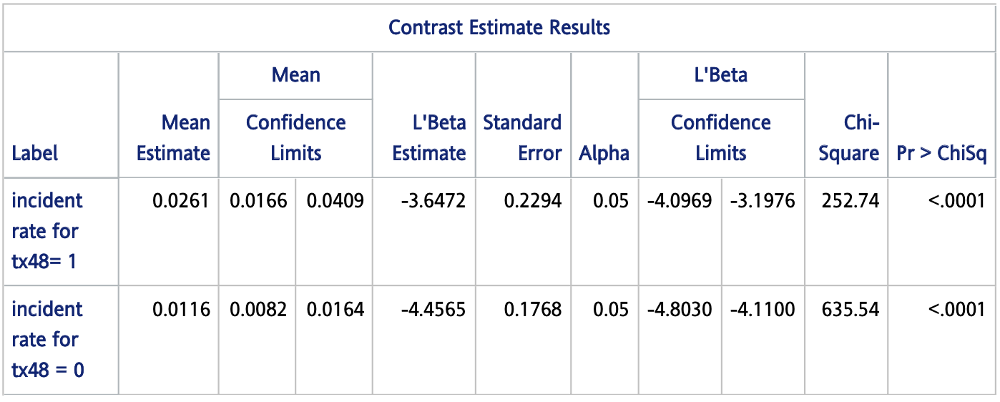 Contrast Estimate Results
Mean L'Beta
Mean Confidence L'Beta Standard Confidence Chi-
Label Estimate Limits Estimate Error Alpha Limits Square Pr > ChiSq
incident 0.0261 0.0166 0.0409 -3.6472 0.2294 0.05 -4.0969 -3.1976 252.74 <.0001
rate for
tx48= 1
incident 0.0116 0.0082 0.0164 -4.4565 0.1768 0.05 -4.8030 -4.1100 635.54 <.0001
rate for
tx48 = 0